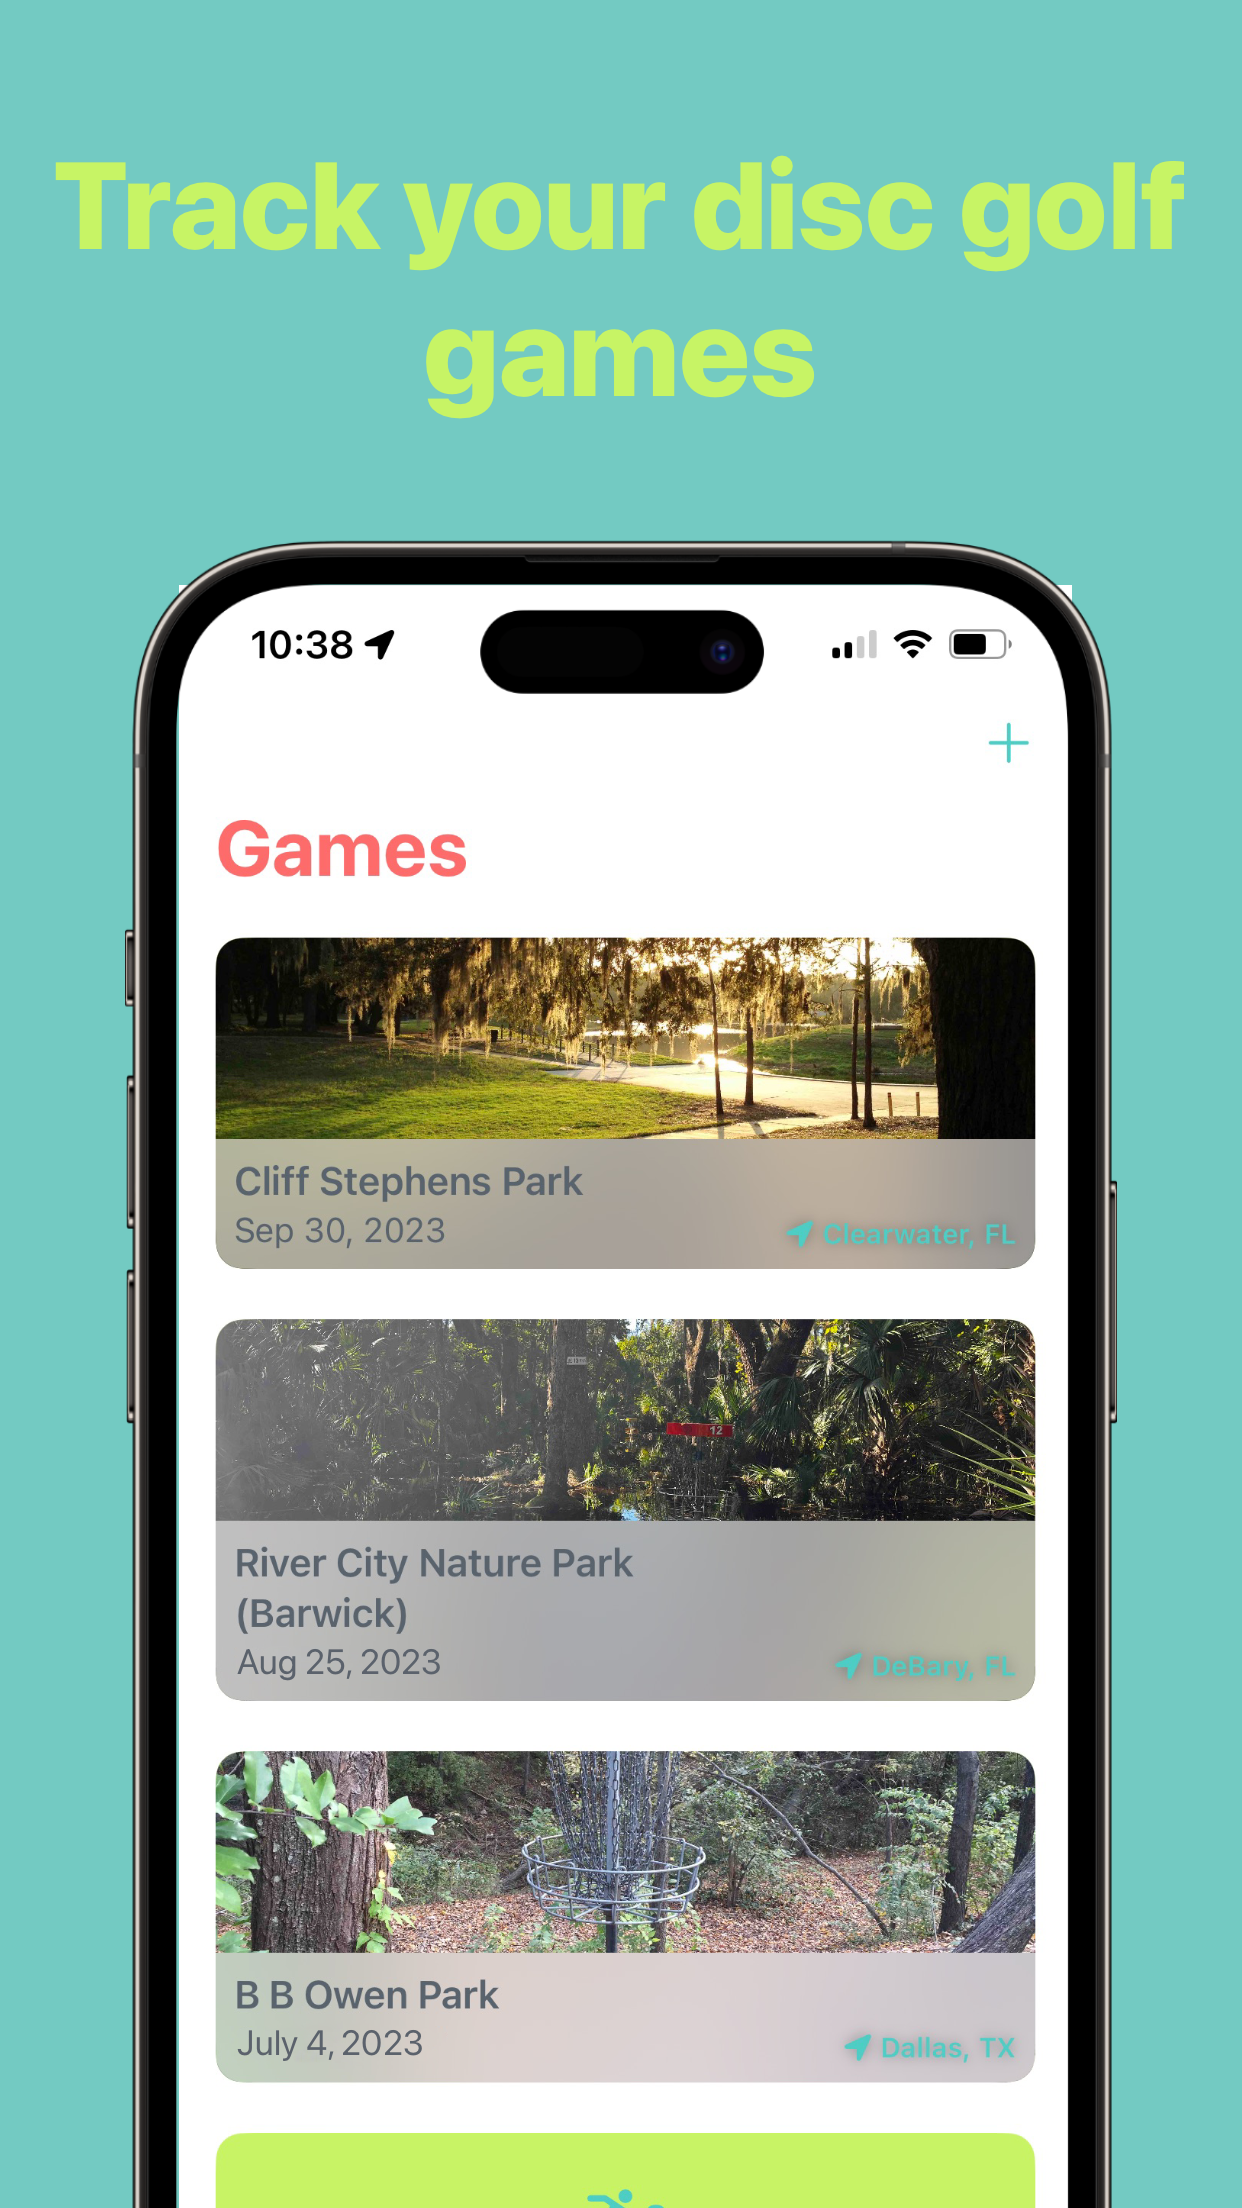 Track your disc golf
games
10:38
Games
Cliff Stephens Park
Sep 30, 2023
Clearwater, FL
12
River City Nature Park
(Barwick)
Aug 25, 2023
DeBary, FL
B B Owen Park
July 4, 2023
Dallas, TX